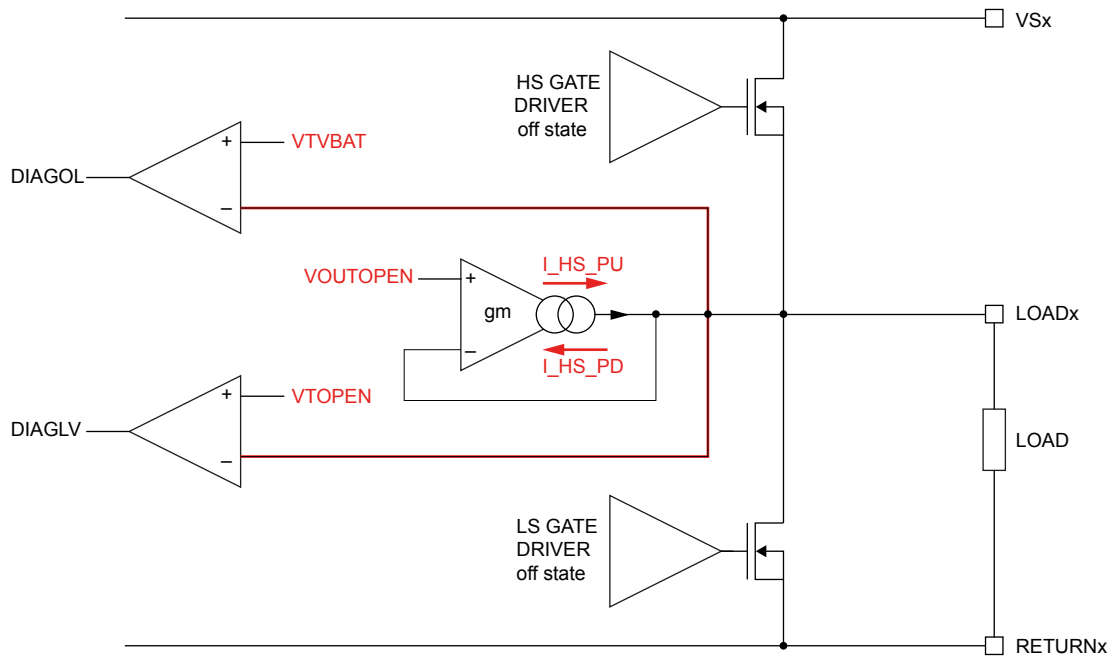 VSx
HS GATE
DRIVER
off state
+
VTVBAT
DIAGOL
–
I_HS_PU
VOUTOPEN
+
gm
LOADx
–
I_HS_PD
+
VTOPEN
DIAGLV
LOAD
–
LS GATE
DRIVER
off state
RETURNx